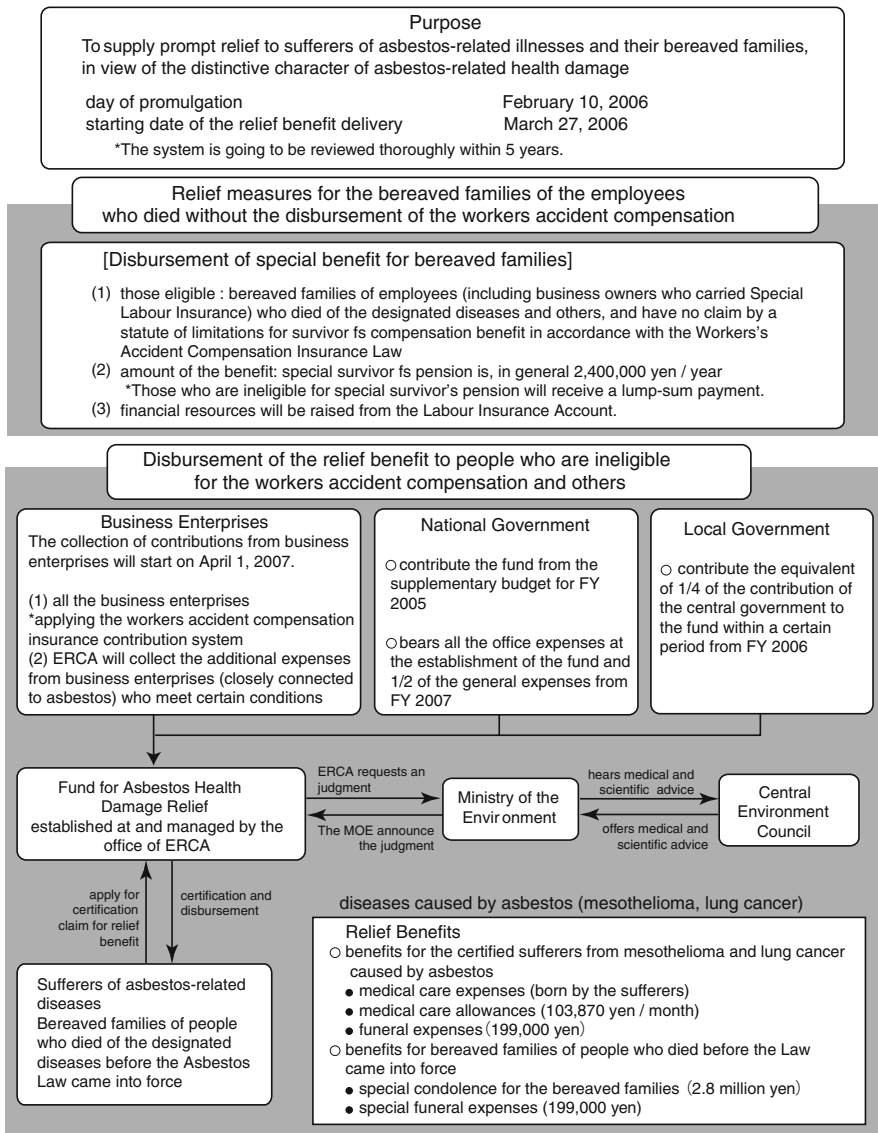 Purpose
To supply prompt relief to sufferers of asbestos-related illnesses and their bereaved families,
in view of the distinctive character of asbestos-related health damage
day of promulgation February 10, 2006
starting date of the relief benefit delivery March 27, 2006
*The system is going to be reviewed thoroughly within 5 years.
Relief measures for the bereaved families of the employees
who died without the disbursement of the workers accident compensation
[Disbursement of special benefit for bereaved families]
(1) those eligible : bereaved families of employees (including business owners who carried Special
Labour Insurance) who died of the designated diseases and others, and have no claim by a
statute of limitations for survivor fs compensation benefit in accordance with the Workers's
Accident Compensation Insurance Law
(2) amount of the benefit: special survivor fs pension is, in general 2,400,000 yen / year
*Those who are ineligible for special survivor's pension will receive a lump-sum payment.
(3) financial resources will be raised from the Labour Insurance Account.
Disbursement of the relief benefit to people who are ineligible
for the workers accident compensation and others
Business Enterprises
The collection of contributions from business
enterprises will start on April 1, 2007.
(1) all the business enterprises
*applying the workers accident compensation
insurance contribution system
(2) ERCA will collect the additional expenses
from business enterprises (closely connected
to asbestos) who meet certain conditions
National Government
○ contribute the fund from the
supplementary budget for FY
2005
○ bears all the office expenses at
the establishment of the fund and
1/2 of the general expenses from
FY 2007
Local Government
○ contribute the equivalent
of 1/4 of the contribution of
the central government to
the fund within a certain
period from FY 2006
Fund for Asbestos Health
Damage Relief
established at and managed by the
office of ERCA
ERCA requests an
judgment
The MOE announce
the judgment
Ministry of the
Environment
hears medical and
scientific advice
offers medical and
scientific advice
Central
Environment
Council
apply for
certification
claim for relief
benefit
certification and
disbursement
Sufferers of asbestos-related
diseases
Bereaved families of people
who died of the designated
diseases before the Asbestos
Law came into force
diseases caused by asbestos (mesothelioma, lung cancer)
Relief Benefits
○ benefits for the certified sufferers from mesothelioma and lung cancer
caused by asbestos
● medical care expenses (born by the sufferers)
● medical care allowances (103,870 yen / month)
● funeral expenses (199,000 yen)
○ benefits for bereaved families of people who died before the Law
came into force
● special condolence for the bereaved families (2.8 million yen)
● special funeral expenses (199,000 yen)